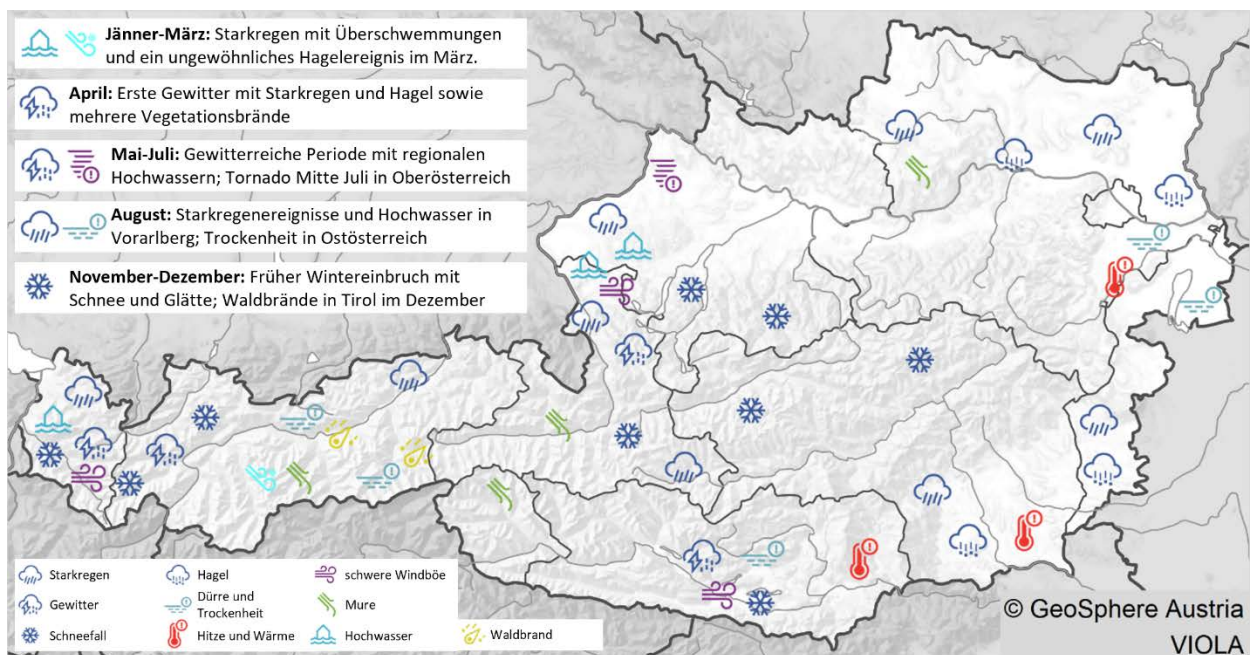 Jänner-März: Starkregen mit Überschwemmungen
und ein ungewöhnliches Hagelereignis im März.
April: Erste Gewitter mit Starkregen und Hagel sowie
mehrere Vegetationsbrände
Mai-Juli: Gewitterreiche Periode mit regionalen
Hochwassern; Tornado Mitte Juli in Oberösterreich
August: Starkregenereignisse und Hochwasser in
Vorarlberg; Trockenheit in Ostösterreich
November-Dezember: Früher Wintereinbruch mit
Schnee und Glätte; Waldbrände in Tirol im Dezember
Starkregen
Hagel
schwere Windböe
Gewitter
Dürre und
Trockenheit
Mure
Schneefall
Hitze und Wärme
Hochwasser
Waldbrand
© GeoSphere Austria
VIOLA